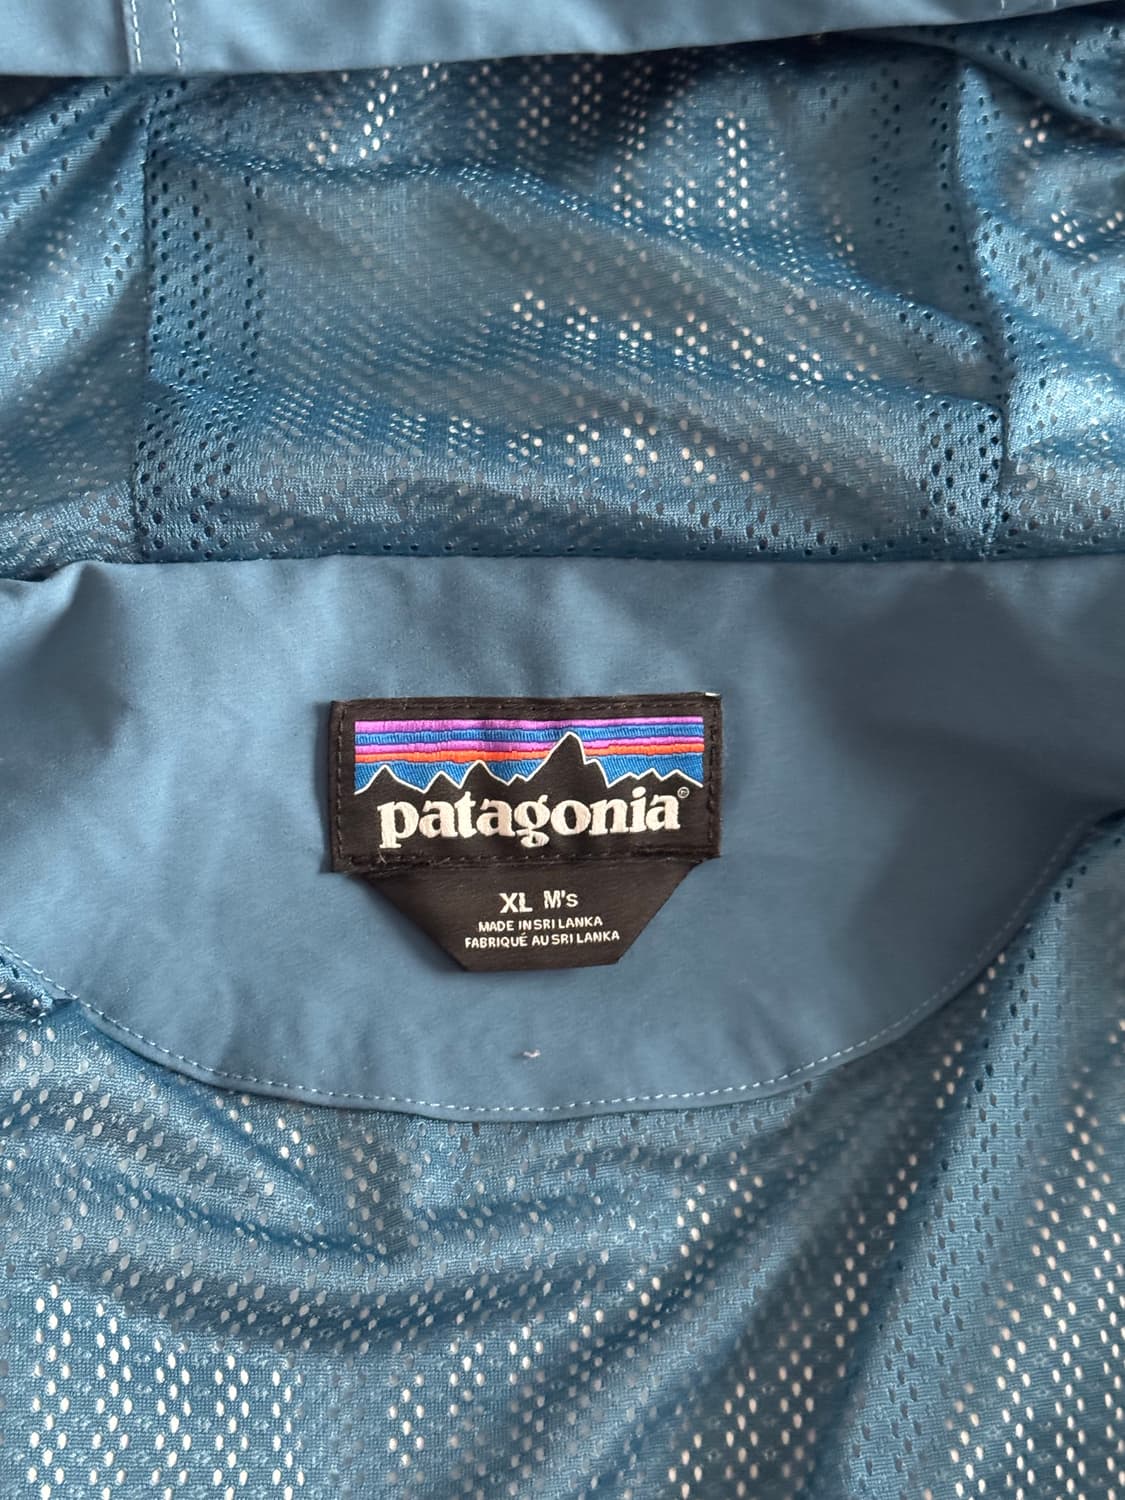 patagonia®
XL M's
MADE IN SRI LANKA
FABRIQUÉ AU SRI LANKA